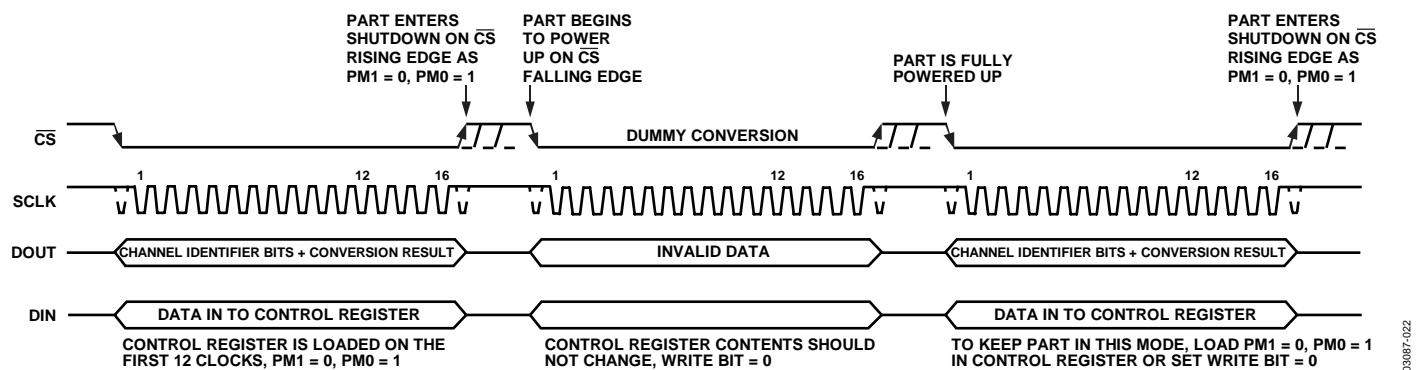 PART ENTERS
SHUTDOWN ON CS
RISING EDGE AS
PM1 = 0, PM0 = 1
PART BEGINS
TO POWER
UP ON CS
FALLING EDGE
PART IS FULLY
POWERED UP
PART ENTERS
SHUTDOWN ON CS
RISING EDGE AS
PM1 = 0, PM0 = 1
CS
DUMMY CONVERSION
SCLK
1 12 16
1 12 16
1 12 16
DOUT
CHANNEL IDENTIFIER BITS + CONVERSION RESULT
INVALID DATA
CHANNEL IDENTIFIER BITS + CONVERSION RESULT
DIN
DATA IN TO CONTROL REGISTER
DATA IN TO CONTROL REGISTER
CONTROL REGISTER IS LOADED ON THE
FIRST 12 CLOCKS, PM1 = 0, PM0 = 1
CONTROL REGISTER CONTENTS SHOULD
NOT CHANGE, WRITE BIT = 0
TO KEEP PART IN THIS MODE, LOAD PM1 = 0, PM0 = 1
IN CONTROL REGISTER OR SET WRITE BIT = 0
03087-022